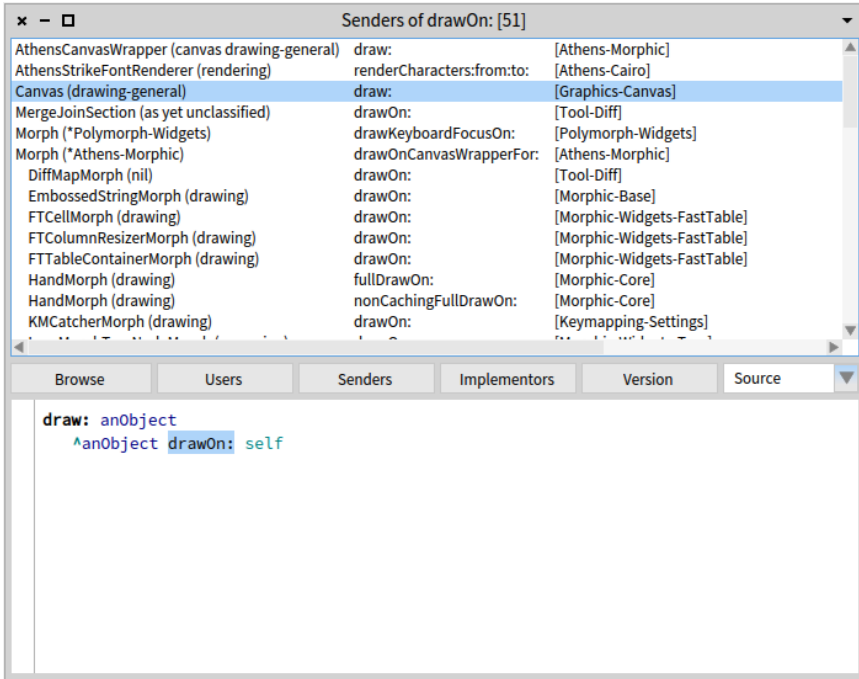 Senders of drawOn: [51]
AthensCanvasWrapper (canvas drawing-general) draw: [Athens-Morphic]
AthensStrikeFontRenderer (rendering) renderCharacters:from:to: [Athens-Cairo]
Canvas (drawing-general) draw: [Graphics-Canvas]
MergeJoinSection (as yet unclassified) drawOn: [Tool-Diff]
Morph (*Polymorph-Widgets) drawKeyboardFocusOn: [Polymorph-Widgets]
Morph (*Athens-Morphic) drawOnCanvasWrapperFor: [Athens-Morphic]
DiffMapMorph (nil) drawOn: [Tool-Diff]
EmbossedStringMorph (drawing) drawOn: [Morphic-Base]
FTCellMorph (drawing) drawOn: [Morphic-Widgets-FastTable]
FTColumnResizerMorph (drawing) drawOn: [Morphic-Widgets-FastTable]
FTTableContainerMorph (drawing) drawOn: [Morphic-Widgets-FastTable]
HandMorph (drawing) fullDrawOn: [Morphic-Core]
HandMorph (drawing) nonCachingFullDrawOn: [Morphic-Core]
KMCatcherMorph (drawing) drawOn: [Keymapping-Settings]
Browse Users Senders Implementors Version Source
draw: anObject
^anObject drawOn: self